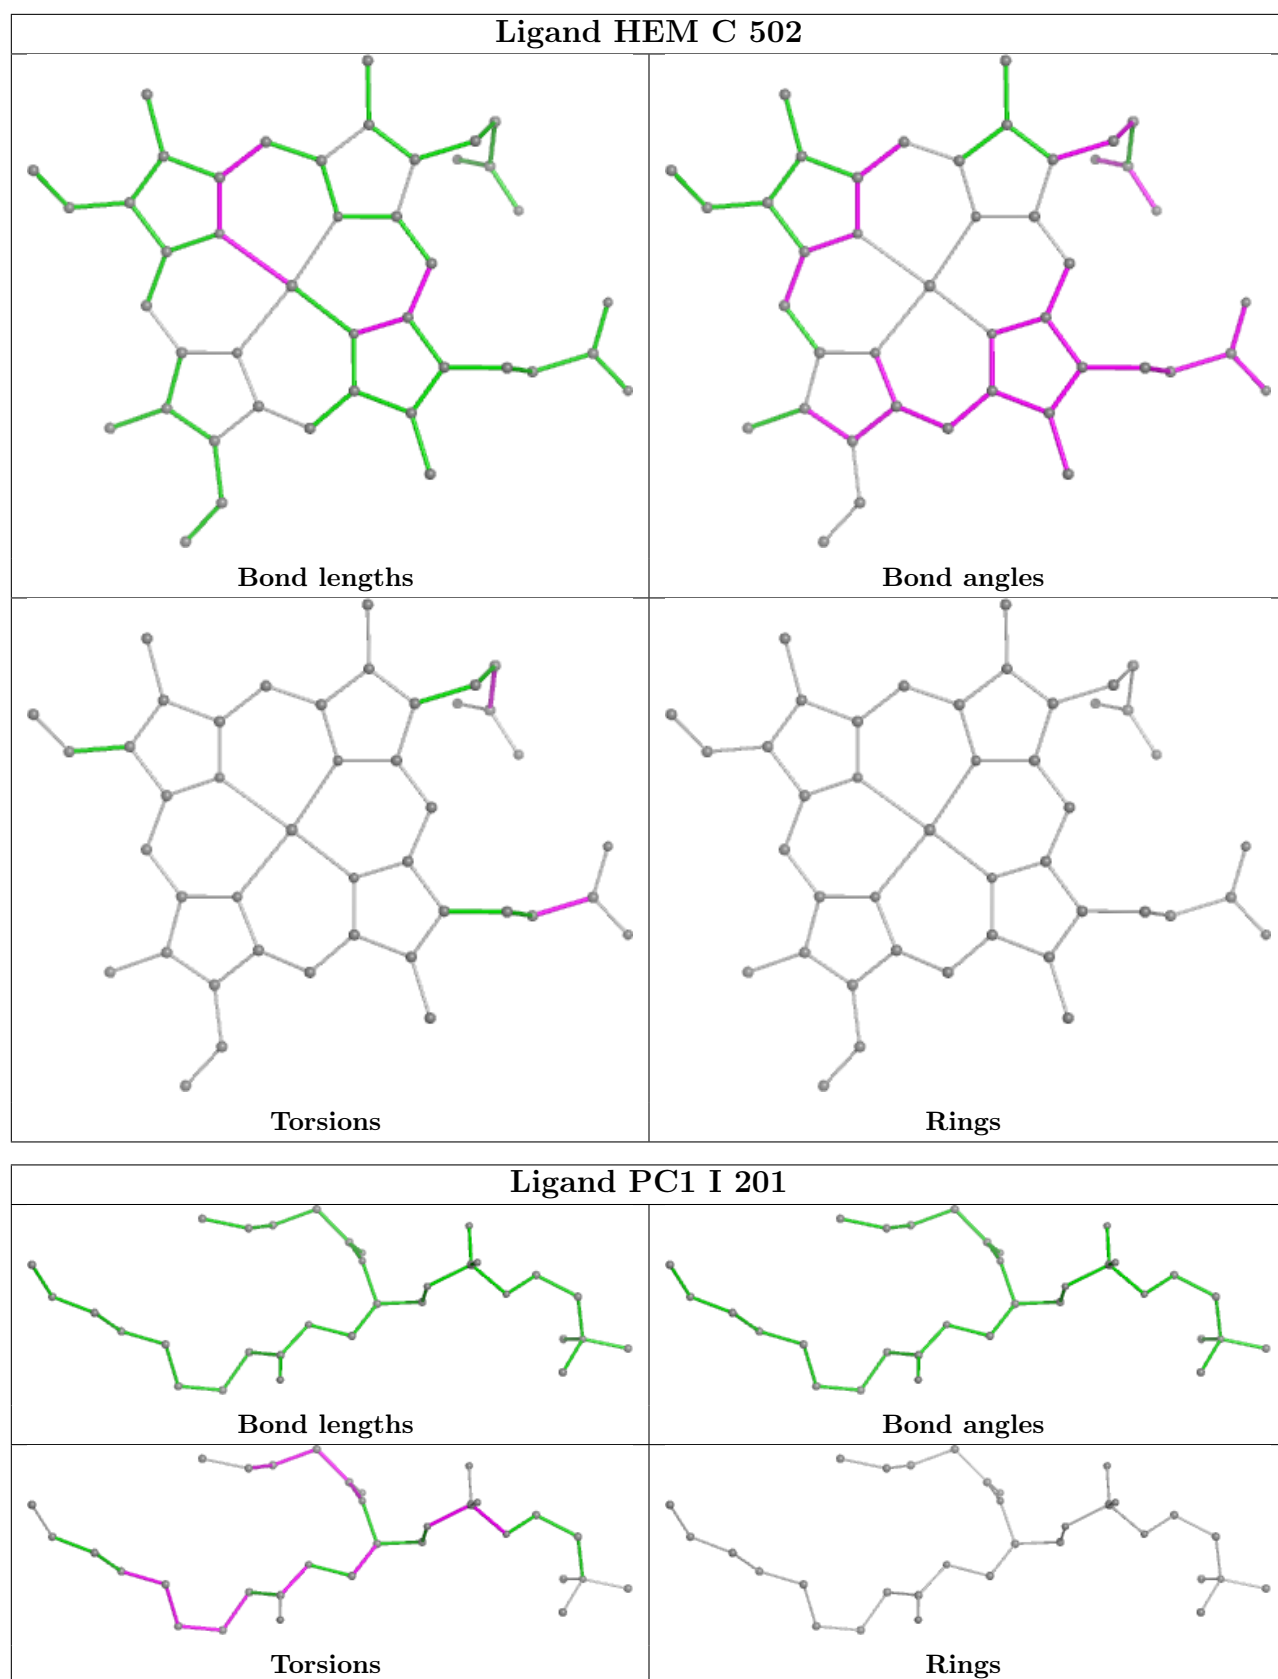 Ligand HEM C 502
Bond lengths
Bond angles
Torsions
Rings
Ligand PC1 I 201
Bond lengths
Bond angles
Torsions
Rings